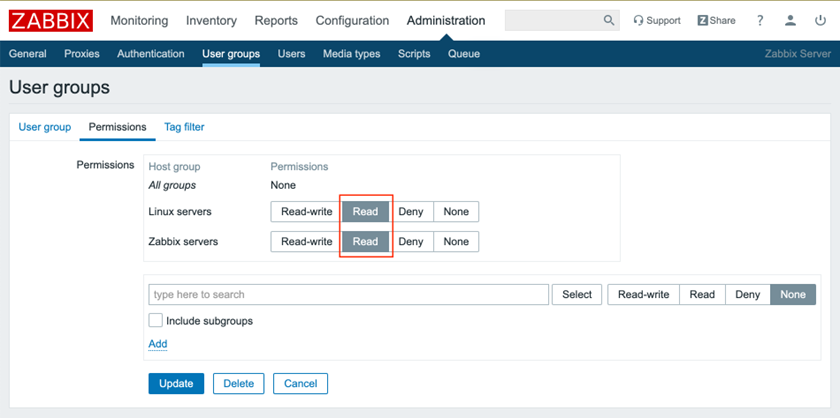 ZABBIX Monitoring Inventory Reports Configuration Administration Support Z Share ?
General Proxies Authentication User groups Users Media types Scripts Queue Zabbix Server
User groups
User group Permissions Tag filter
Permissions Host group Permissions
All groups None
Linux servers Read-write Read Deny None
Zabbix servers Read-write Read Deny None
type here to search Select Read-write Read Deny None
Include subgroups
Add
Update Delete Cancel